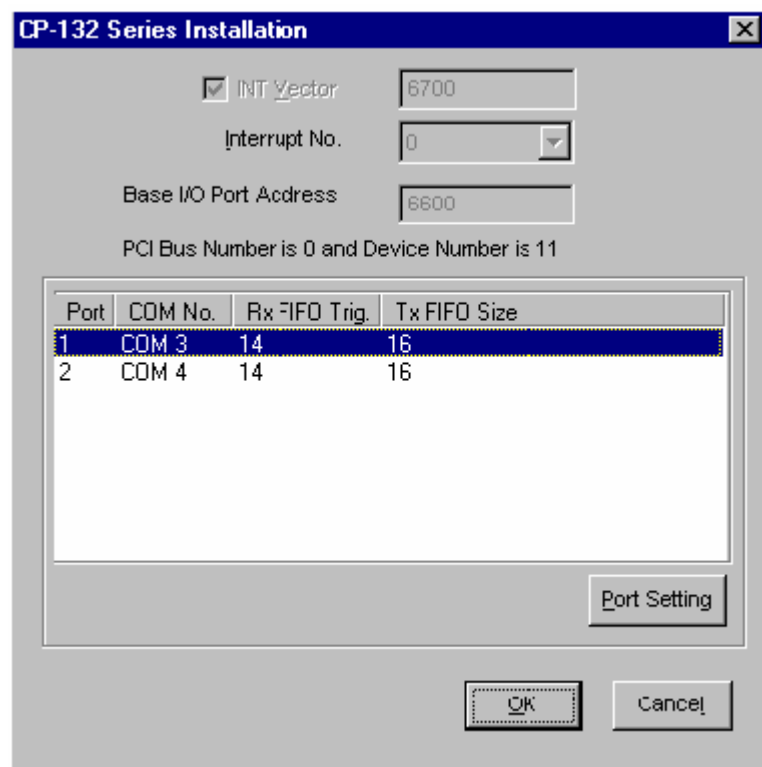 CP-132 Series Installation
INT Vector 6700
Interrupt No. 0
Base I/O Port Address 6600
PCI Bus Number is 0 and Device Number is 11
Port COM No. Rx FIFO Trig. Tx FIFO Size
1 COM 3 14 16
2 COM 4 14 16
Port Setting
OK Cancel